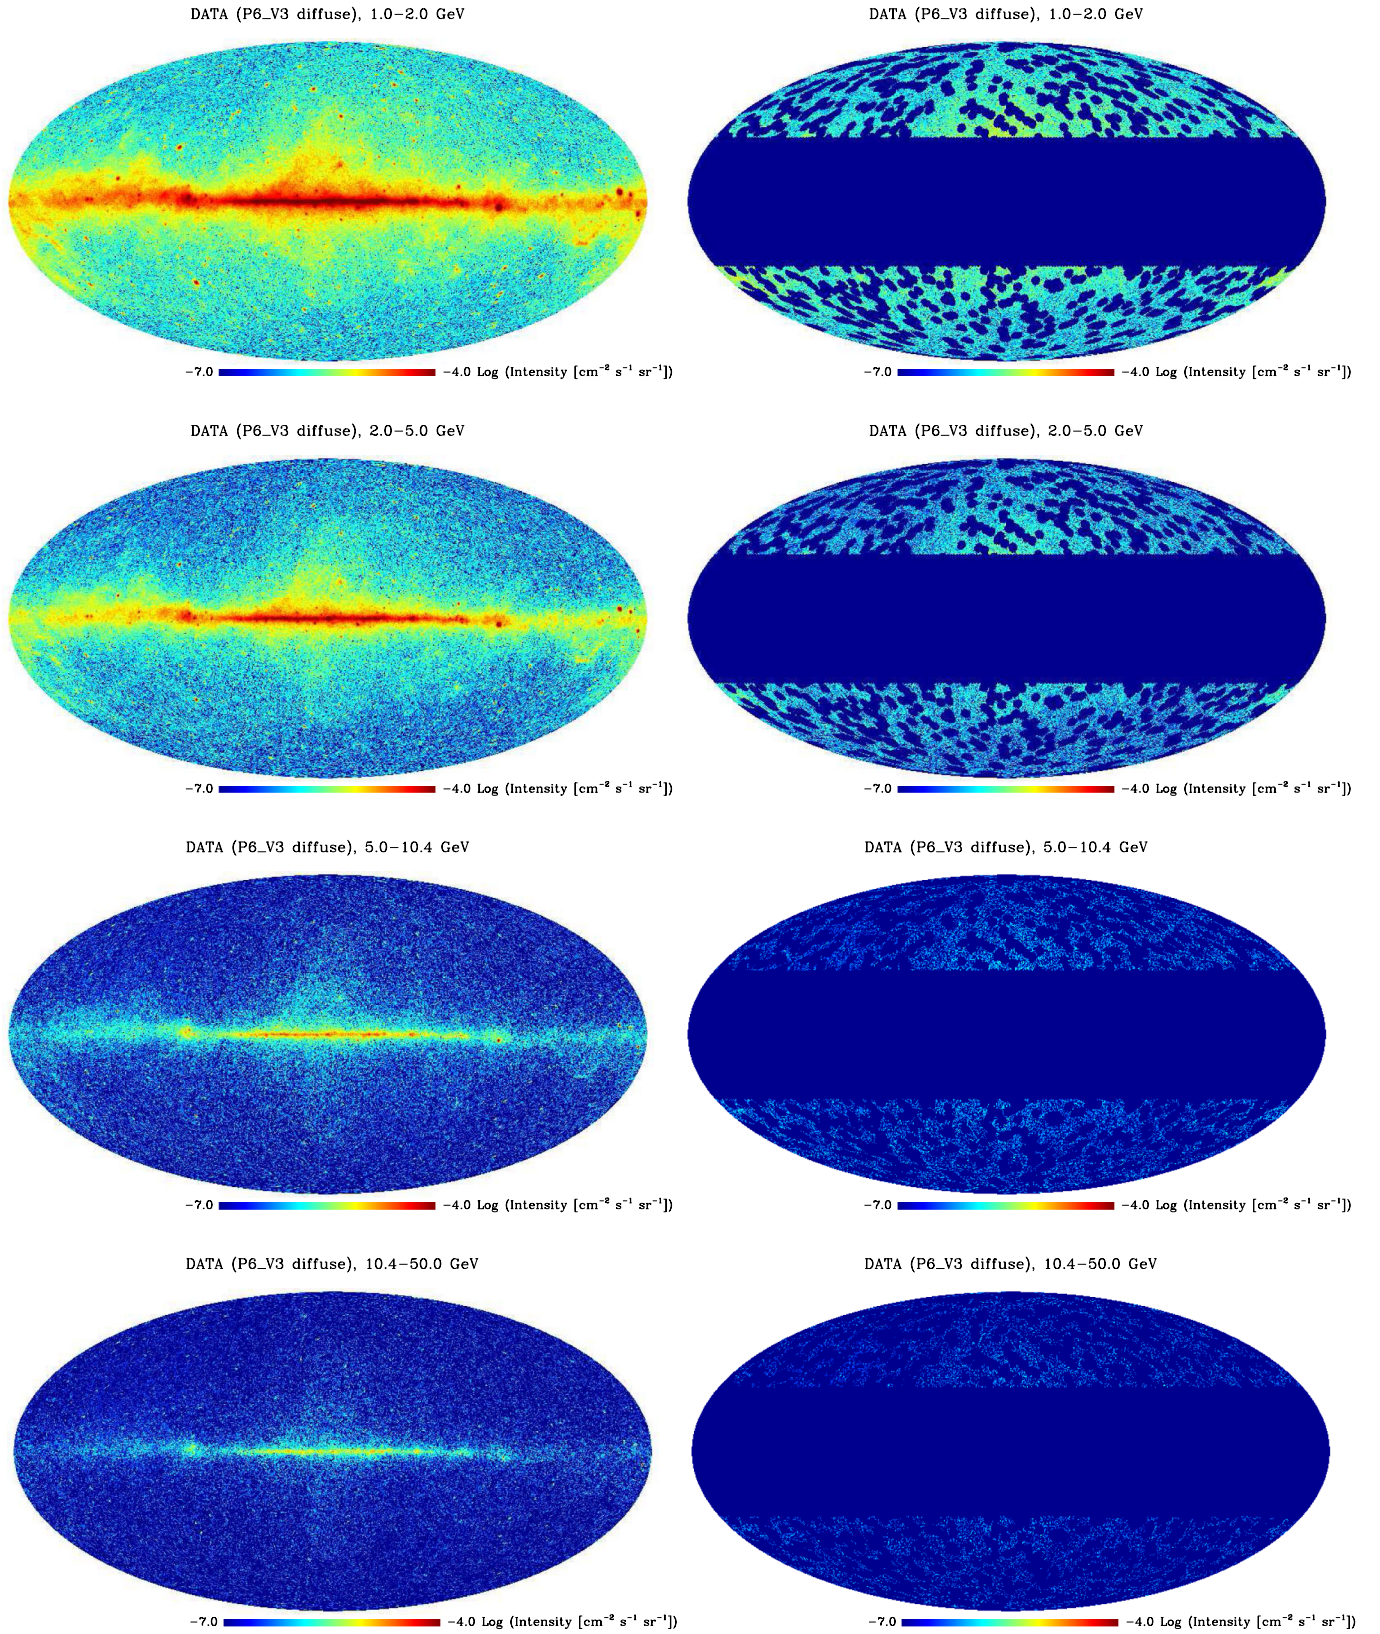 DATA (P6_V3 diffuse), 1.0−2.0 GeV
DATA (P6_V3 diffuse), 1.0−2.0 GeV
−7.0 −4.0 Log (Intensity [cm⁻² s⁻¹ sr⁻¹])
−7.0 −4.0 Log (Intensity [cm⁻² s⁻¹ sr⁻¹])
DATA (P6_V3 diffuse), 2.0−5.0 GeV
DATA (P6_V3 diffuse), 2.0−5.0 GeV
−7.0 −4.0 Log (Intensity [cm⁻² s⁻¹ sr⁻¹])
−7.0 −4.0 Log (Intensity [cm⁻² s⁻¹ sr⁻¹])
DATA (P6_V3 diffuse), 5.0−10.4 GeV
DATA (P6_V3 diffuse), 5.0−10.4 GeV
−7.0 −4.0 Log (Intensity [cm⁻² s⁻¹ sr⁻¹])
−7.0 −4.0 Log (Intensity [cm⁻² s⁻¹ sr⁻¹])
DATA (P6_V3 diffuse), 10.4−50.0 GeV
DATA (P6_V3 diffuse), 10.4−50.0 GeV
−7.0 −4.0 Log (Intensity [cm⁻² s⁻¹ sr⁻¹])
−7.0 −4.0 Log (Intensity [cm⁻² s⁻¹ sr⁻¹])